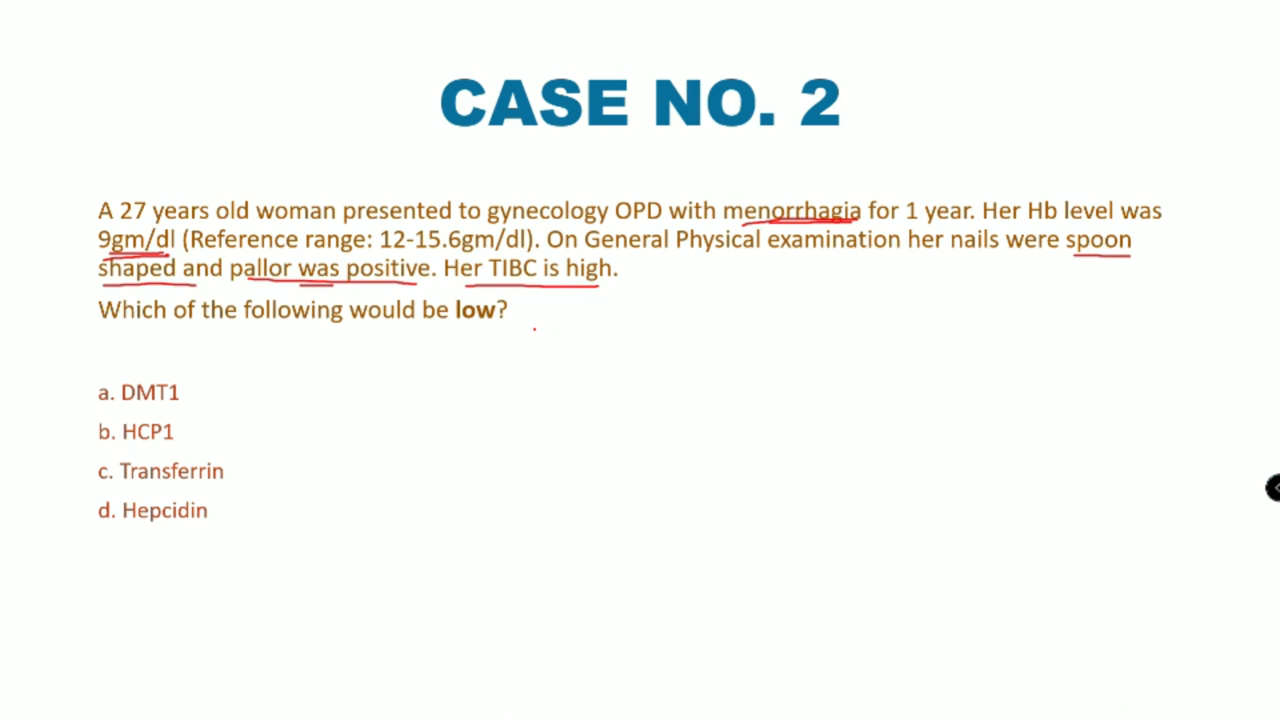 CASE NO. 2
A 27 years old woman presented to gynecology OPD with menorrhagia for 1 year. Her Hb level was
9gm/dl (Reference range: 12-15.6gm/dl). On General Physical examination her nails were spoon
shaped and pallor was positive. Her TIBC is high.
Which of the following would be low?
a. DMT1
b. HCP1
c. Transferrin
d. Hepcidin